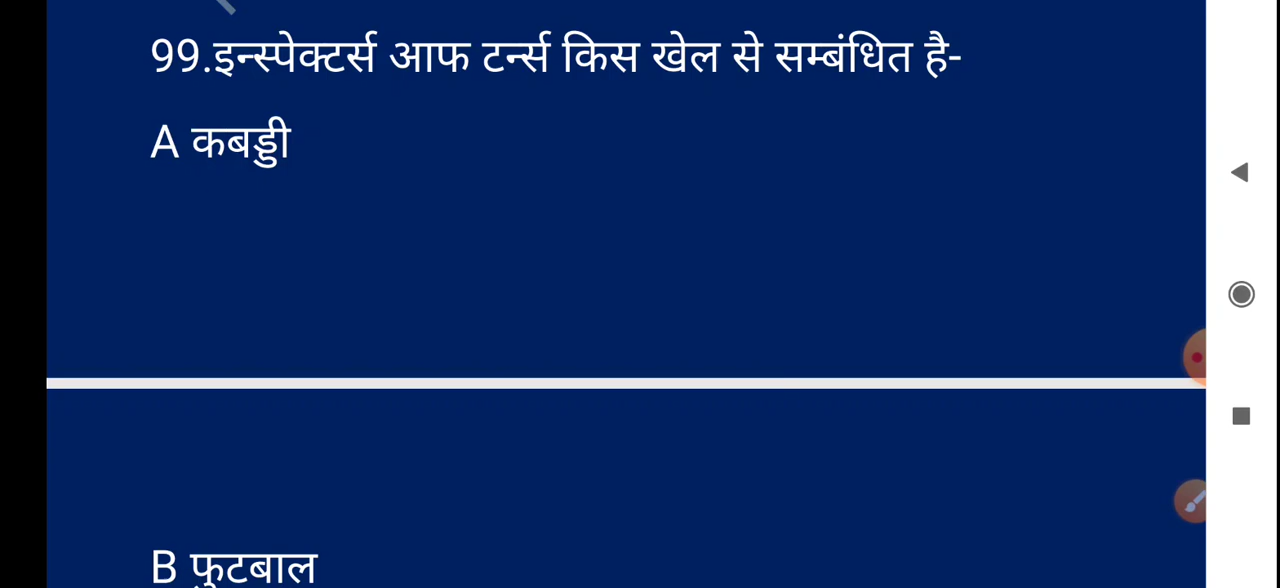 99.इन्स्पेक्टर्स आफ टर्न्स किस खेल से सम्बंधित है-
A कबड्डी
B फुटबाल